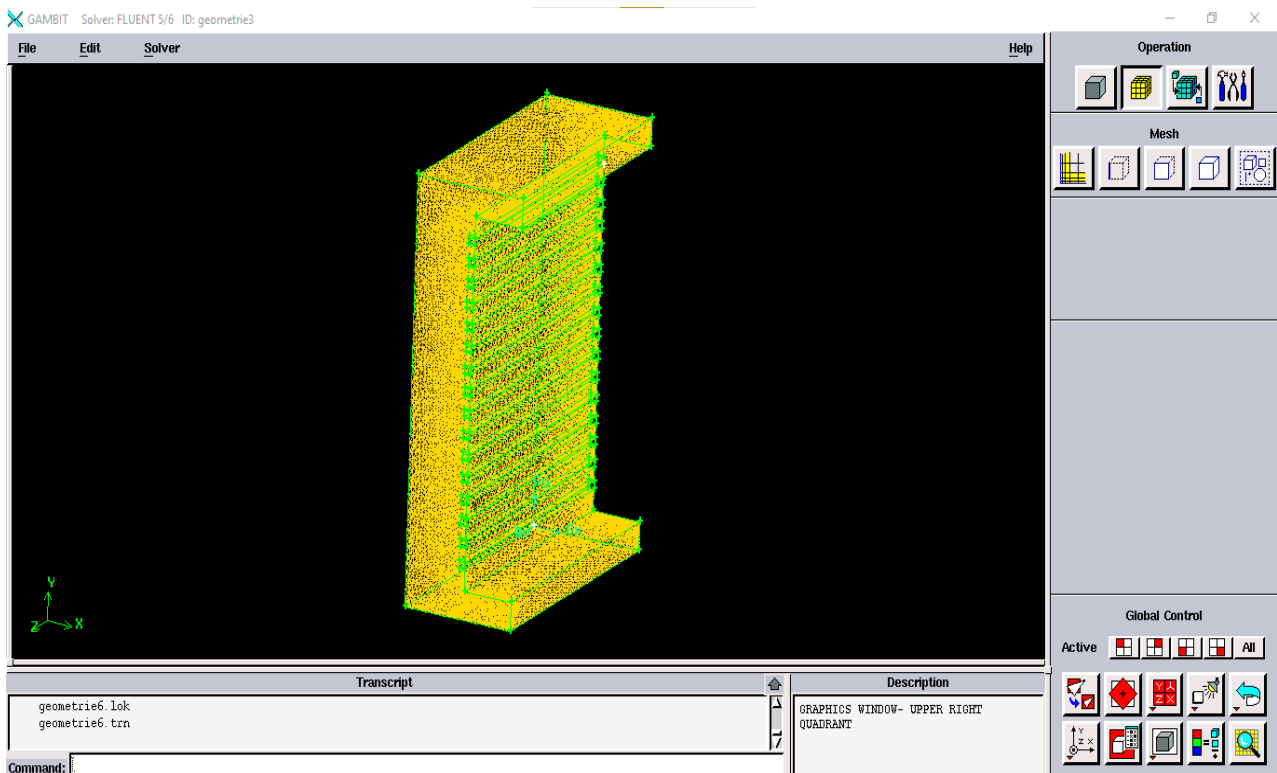 GAMBIT Solver: FLUENT 5/6 ID: geometrie3
File Edit Solver Help
Operation
Mesh
Y
Z X
Global Control
Active All
Transcript
geometrie6.lok
geometrie6.trn
Description
GRAPHICS WINDOW- UPPER RIGHT
QUADRANT
Command: